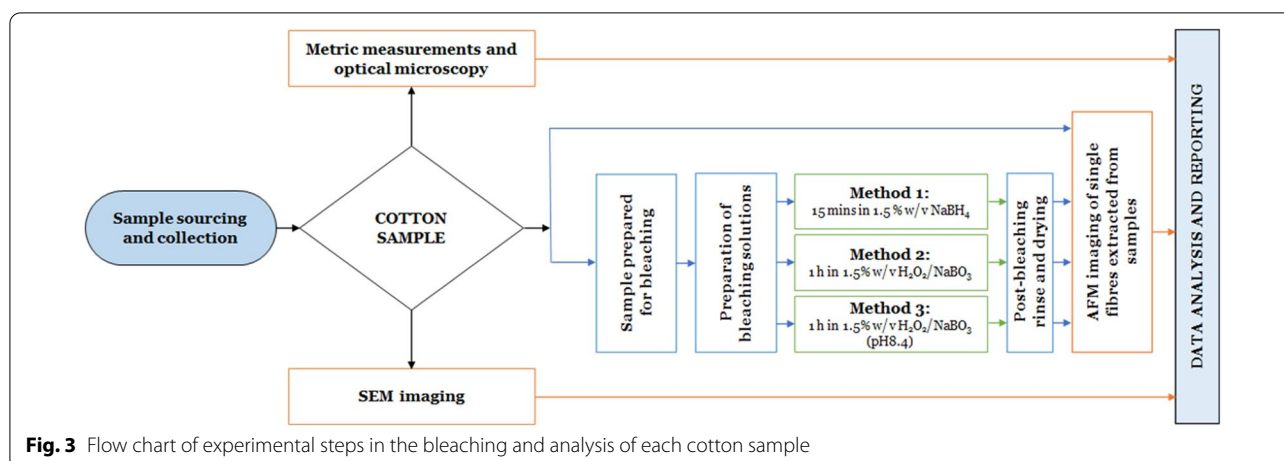 Metric measurements and
optical microscopy
Sample sourcing
and collection
COTTON
SAMPLE
SEM imaging
Sample prepared
for bleaching
Preparation of
bleaching solutions
Method 1:
15 mins in 1.5% w/v NaBH₄
Method 2:
1 h in 1.5% w/v H₂O₂/NaBO₃
Method 3:
1 h in 1.5% w/v H₂O₂/NaBO₃
(pH8.4)
Post-bleaching
rinse and drying
AFM imaging of single
fibres extracted from
samples
DATA ANALYSIS AND REPORTING
Fig. 3 Flow chart of experimental steps in the bleaching and analysis of each cotton sample